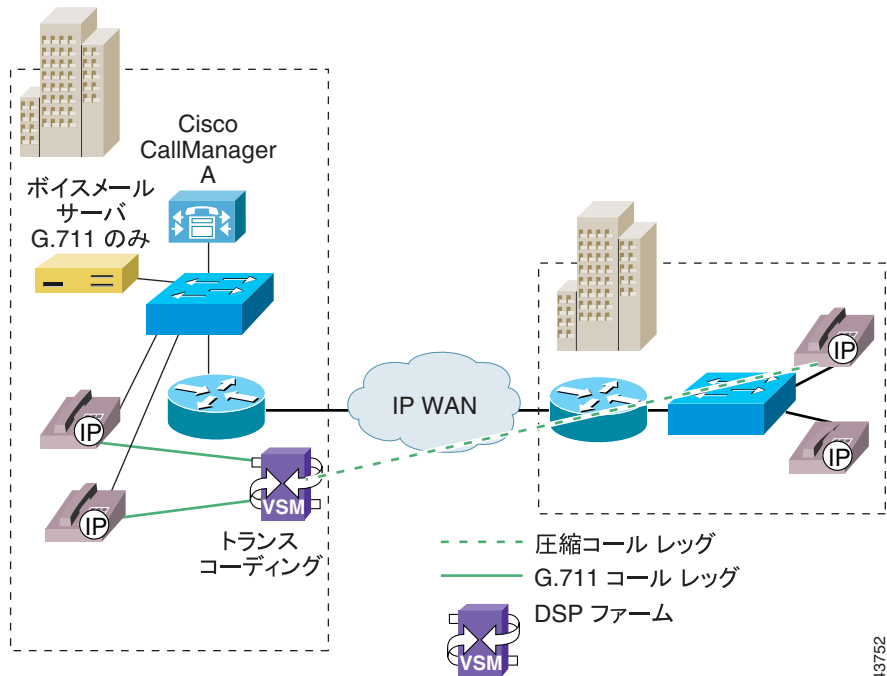 Cisco
CallManager
A
ボイスメール
サーバ
G.711 のみ
IP
IP
VSM
トランス
コーディング
IP WAN
IP
IP
圧縮コール レッグ
G.711 コール レッグ
DSP ファーム
VSM
43752